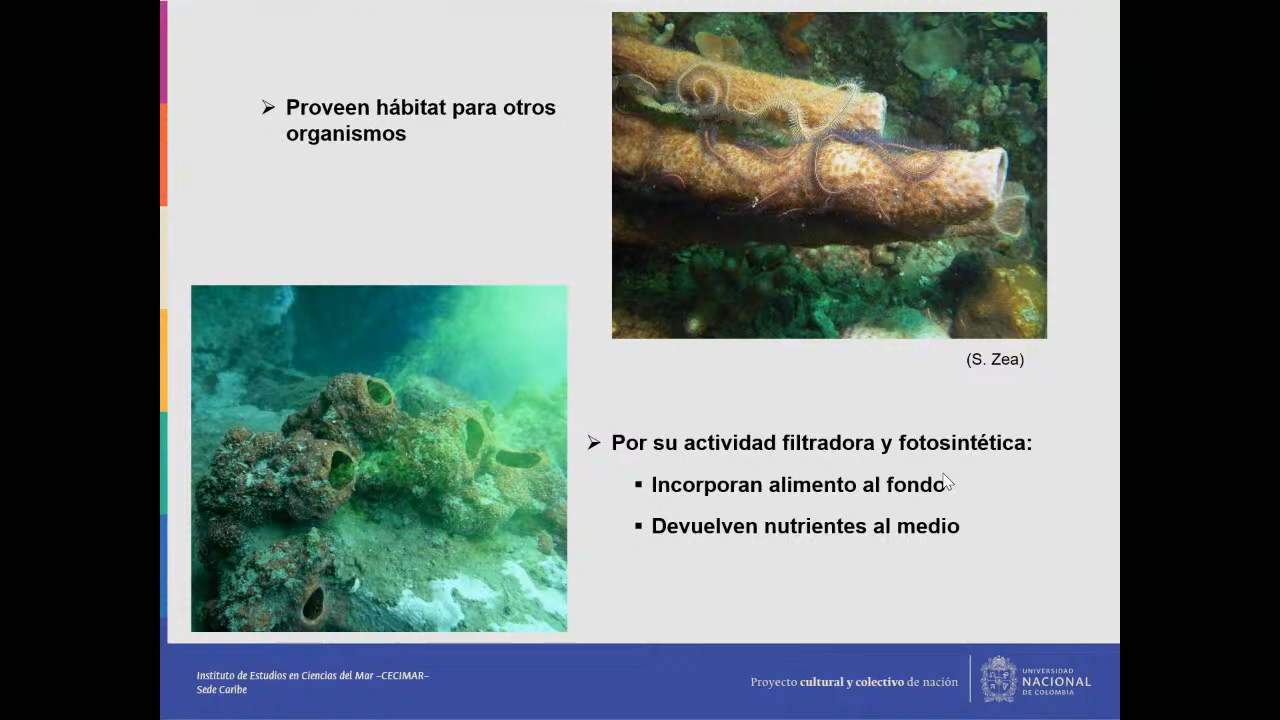 Proveen hábitat para otros
organismos
(S. Zea)
Por su actividad filtradora y fotosintética:
Incorporan alimento al fondo
Devuelven nutrientes al medio
Instituto de Estudios en Ciencias del Mar –CECIMAR–
Sede Caribe
Proyecto cultural y colectivo de nación
UNIVERSIDAD
NACIONAL
DE COLOMBIA